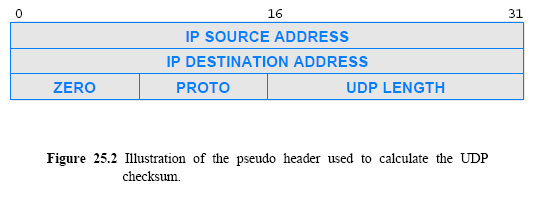 0 16 31
IP SOURCE ADDRESS
IP DESTINATION ADDRESS
ZERO PROTO UDP LENGTH
Figure 25.2 Illustration of the pseudo header used to calculate the UDP
checksum.